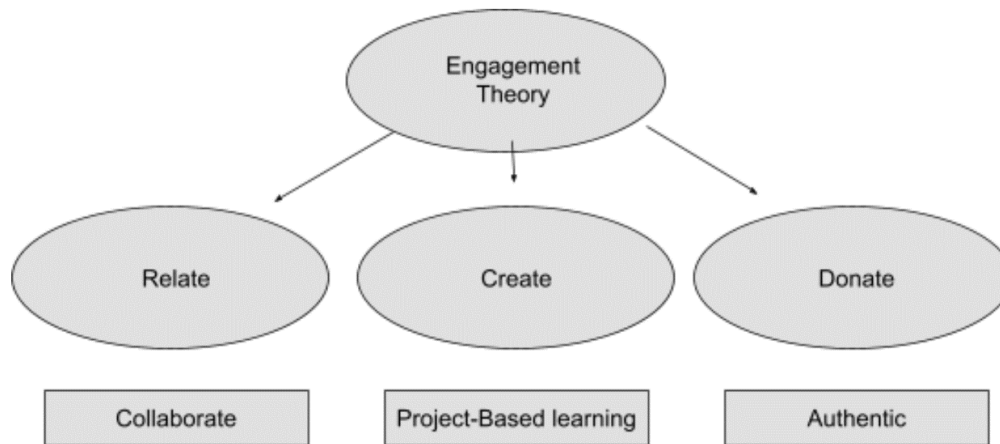 Engagement
Theory
Relate
Create
Donate
Collaborate
Project-Based learning
Authentic